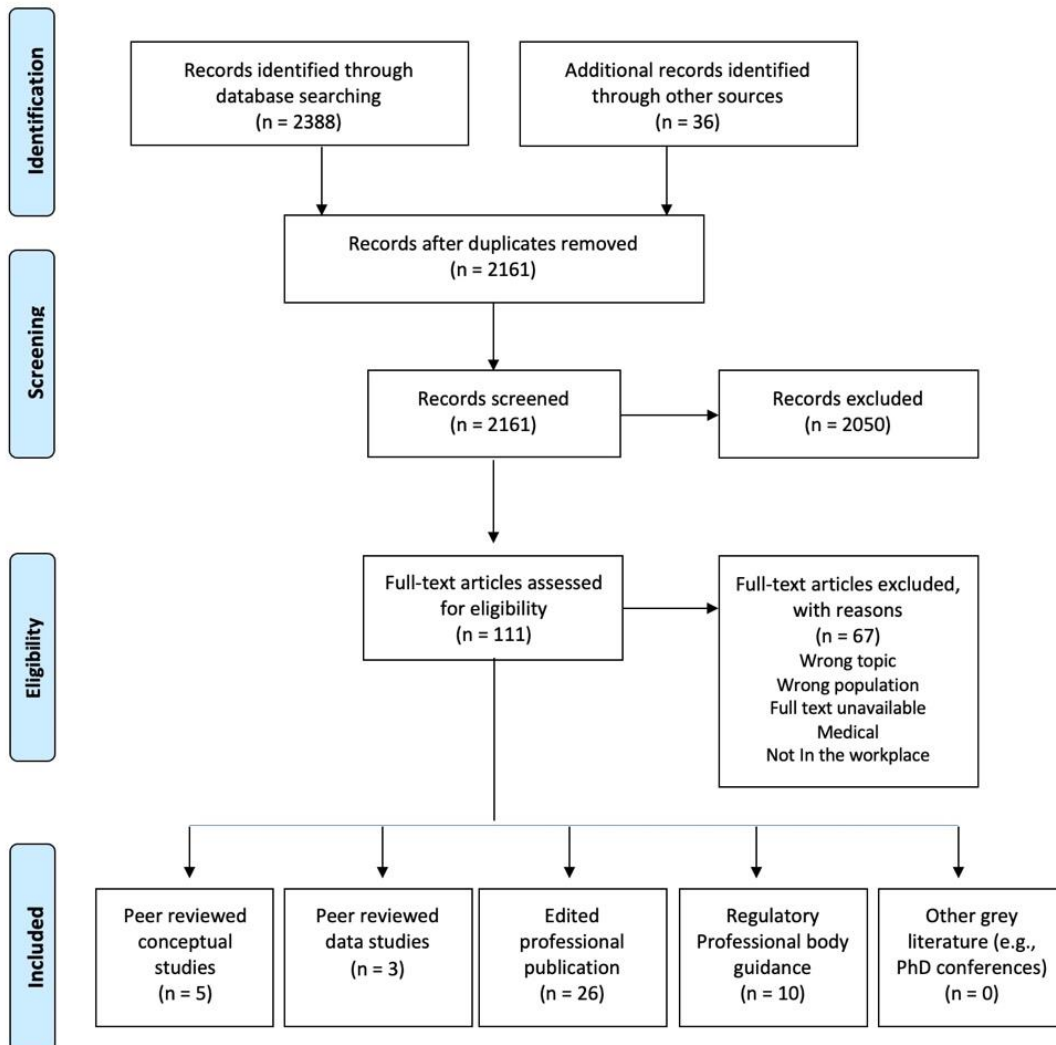 Identification
Records identified through
database searching
(n = 2388)
Additional records identified
through other sources
(n = 36)
Records after duplicates removed
(n = 2161)
Screening
Records screened
(n = 2161)
Records excluded
(n = 2050)
Eligibility
Full-text articles assessed
for eligibility
(n = 111)
Full-text articles excluded,
with reasons
(n = 67)
Wrong topic
Wrong population
Full text unavailable
Medical
Not In the workplace
Included
Peer reviewed
conceptual
studies
(n = 5)
Peer reviewed
data studies
(n = 3)
Edited
professional
publication
(n = 26)
Regulatory
Professional body
guidance
(n = 10)
Other grey
literature (e.g.,
PhD conferences)
(n = 0)